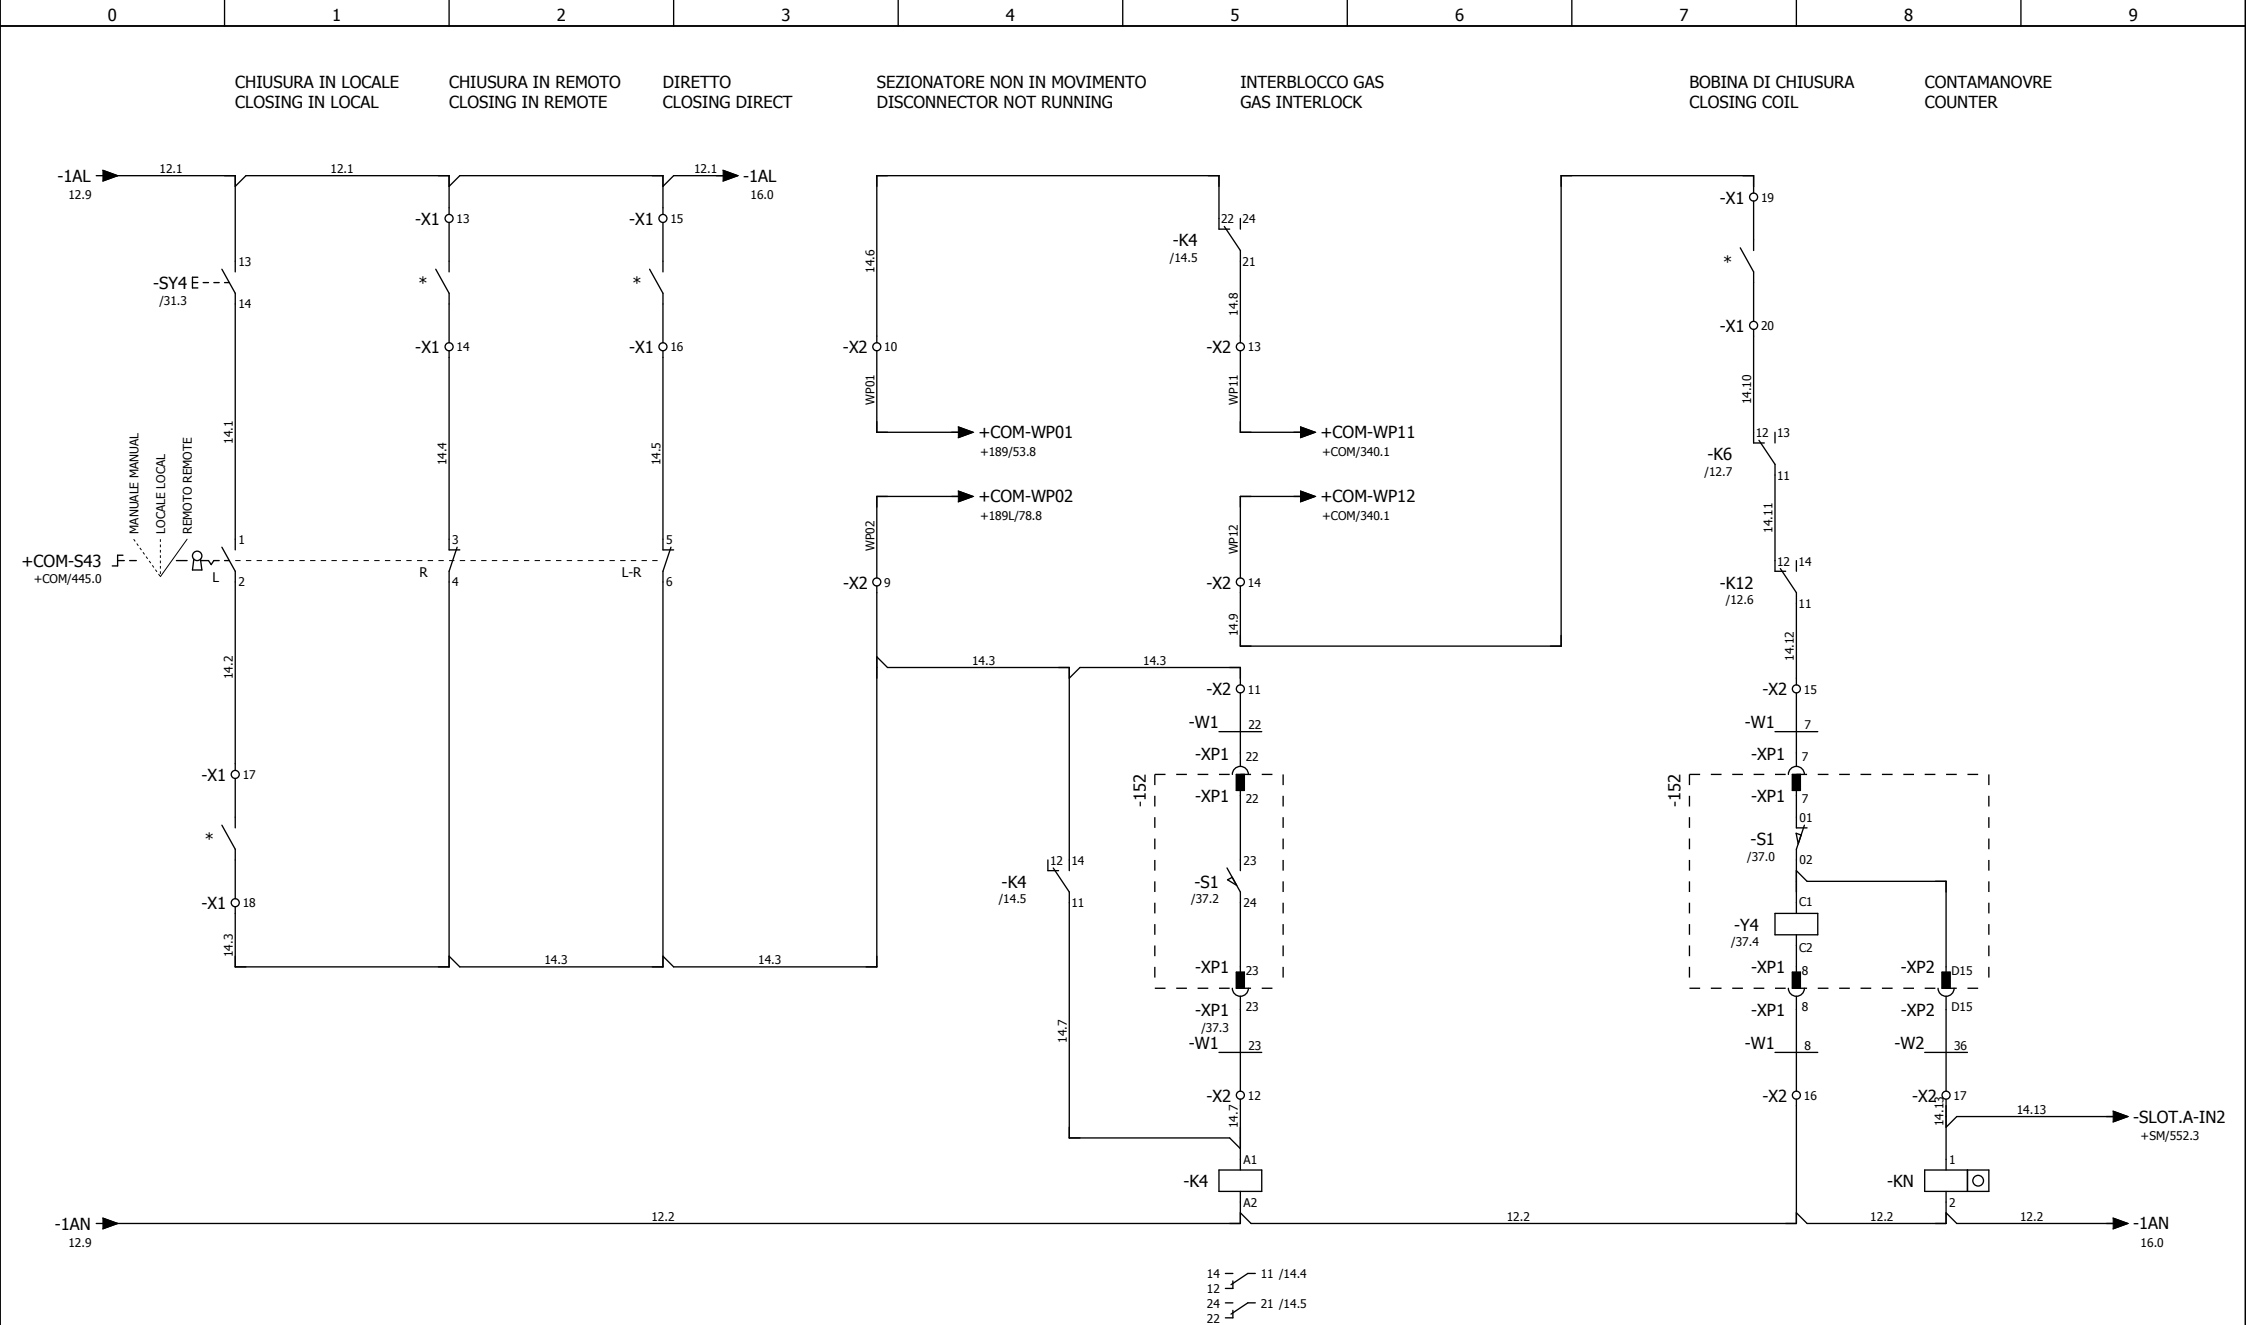 0 1 2 3 4 5 6 7 8 9
CHIUSURA IN LOCALE
CLOSING IN LOCAL
CHIUSURA IN REMOTO
CLOSING IN REMOTE
DIRETTO
CLOSING DIRECT
SEZIONATORE NON IN MOVIMENTO
DISCONNECTOR NOT RUNNING
INTERBLOCCO GAS
GAS INTERLOCK
BOBINA DI CHIUSURA
CLOSING COIL
CONTAMANOVRE
COUNTER
-1AL
12.9
12.1
12.1
12.1
-1AL
16.0
13
-SY4 E
/31.3
14
14.1
MANUALE MANUAL
LOCALE LOCAL
REMOTO REMOTE
+COM-S43
+COM/445.0
L
1
2
14.2
-X1 17
*
-X1 18
14.3
-X1 13
*
-X1 14
14.4
3
R
4
14.3
-X1 15
*
-X1 16
14.5
5
L-R
6
14.3
14.6
-X2 10
WP01
+COM-WP01
+189/53.8
+COM-WP02
+189L/78.8
WP02
-X2 9
14.3
14.3
12 14
-K4
/14.5
11
14.7
22 24
-K4
/14.5
21
14.8
-X2 13
WP11
+COM-WP11
+COM/340.1
+COM-WP12
+COM/340.1
WP12
-X2 14
14.9
-X2 11
-W1 22
-XP1 22
-152
-XP1 22
23
-S1
/37.2
24
-XP1 23
-XP1 23
/37.3
-W1 23
-X2 12
14.7
A1
-K4
A2
-X1 19
*
-X1 20
14.10
12 13
-K6
/12.7
11
14.11
12 14
-K12
/12.6
11
14.12
-X2 15
-W1 7
-XP1 7
-152
-XP1 7
01
-S1
/37.0
02
C1
-Y4
/37.4
C2
-XP1 8
-XP1 8
-W1 8
-X2 16
-XP2 D15
-XP2 D15
-W2 36
-X2 17
14.13
14.13
-SLOT.A-IN2
+SM/552.3
1
-KN
2
-1AN
12.9
12.2
12.2
12.2
12.2
-1AN
16.0
14 11 /14.4
12
24 21 /14.5
22